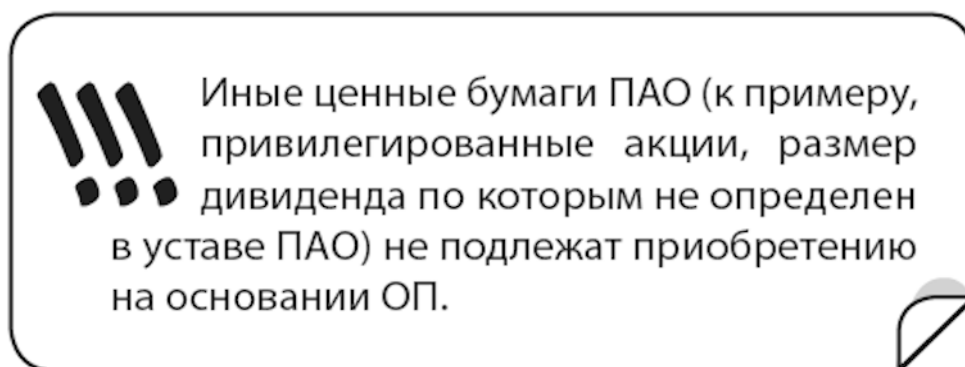 !!!
Иные ценные бумаги ПАО (к примеру,
привилегированные акции, размер
дивиденда по которым не определен
в уставе ПАО) не подлежат приобретению
на основании ОП.